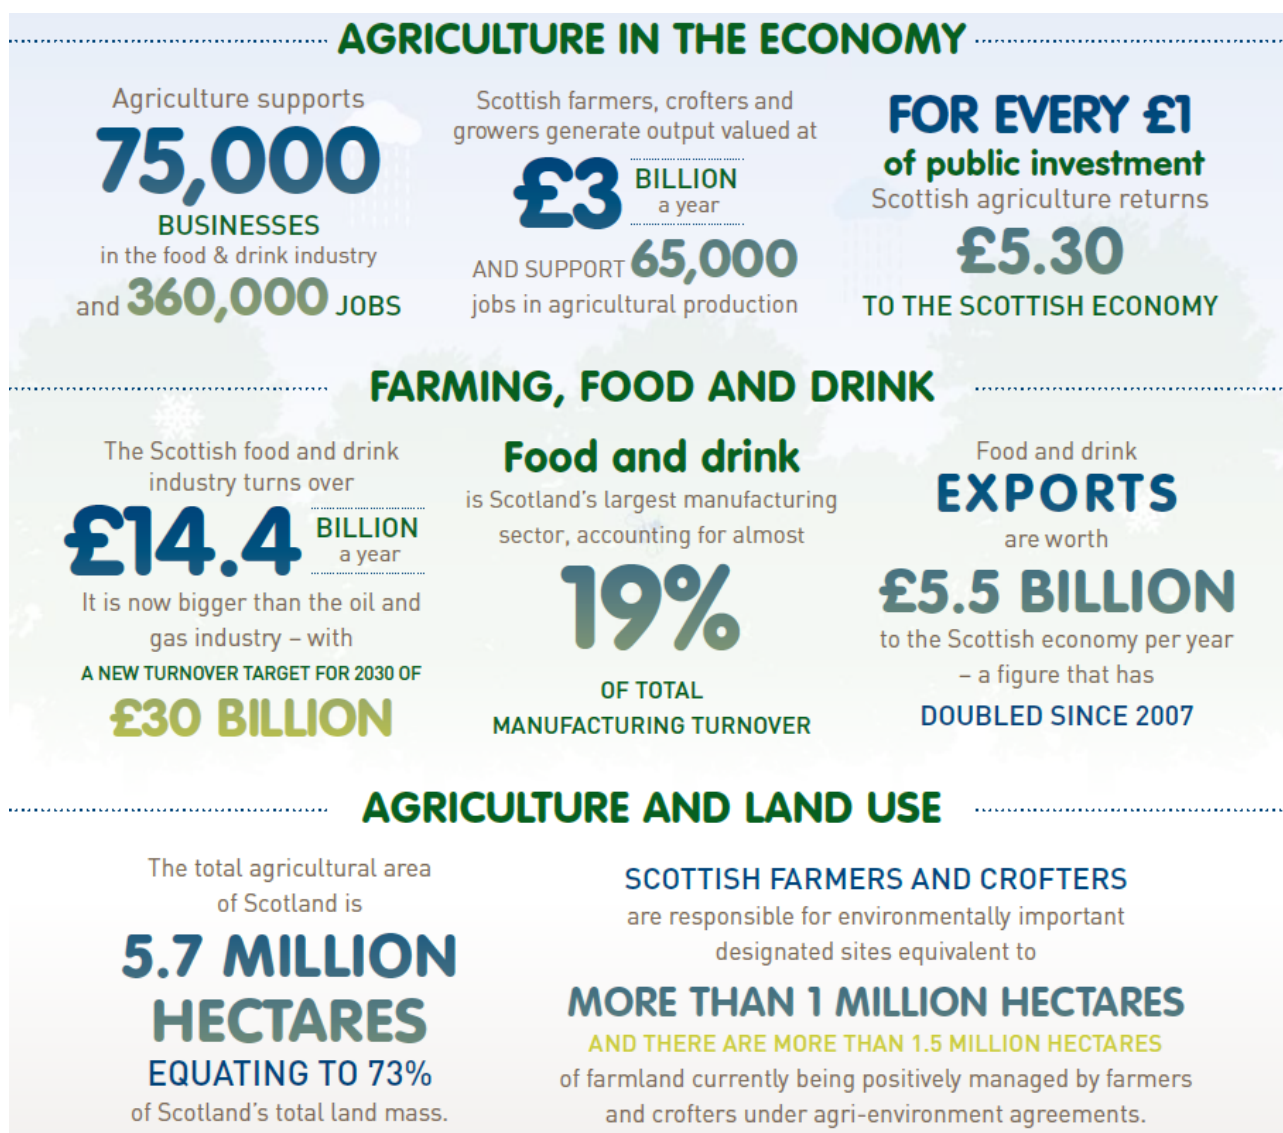 AGRICULTURE IN THE ECONOMY
Agriculture supports
75,000
BUSINESSES
in the food & drink industry
and 360,000 JOBS
Scottish farmers, crofters and
growers generate output valued at
£3 BILLION
a year
AND SUPPORT 65,000
jobs in agricultural production
FOR EVERY £1
of public investment
Scottish agriculture returns
£5.30
TO THE SCOTTISH ECONOMY
FARMING, FOOD AND DRINK
The Scottish food and drink
industry turns over
£14.4 BILLION
a year
It is now bigger than the oil and
gas industry – with
A NEW TURNOVER TARGET FOR 2030 OF
£30 BILLION
Food and drink
is Scotland's largest manufacturing
sector, accounting for almost
19%
OF TOTAL
MANUFACTURING TURNOVER
Food and drink
EXPORTS
are worth
£5.5 BILLION
to the Scottish economy per year
– a figure that has
DOUBLED SINCE 2007
AGRICULTURE AND LAND USE
The total agricultural area
of Scotland is
5.7 MILLION
HECTARES
EQUATING TO 73%
of Scotland's total land mass.
SCOTTISH FARMERS AND CROFTERS
are responsible for environmentally important
designated sites equivalent to
MORE THAN 1 MILLION HECTARES
AND THERE ARE MORE THAN 1.5 MILLION HECTARES
of farmland currently being positively managed by farmers
and crofters under agri-environment agreements.